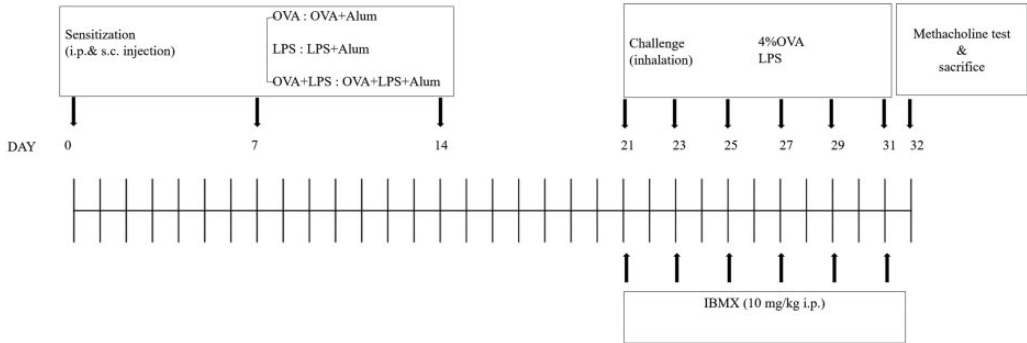 Sensitization
(i.p.& s.c. injection)
OVA : OVA+Alum
LPS : LPS+Alum
OVA+LPS : OVA+LPS+Alum
Challenge
(inhalation)
4%OVA
LPS
Methacholine test
&
sacrifice
DAY 0 7 14 21 23 25 27 29 31 32
IBMX (10 mg/kg i.p.)